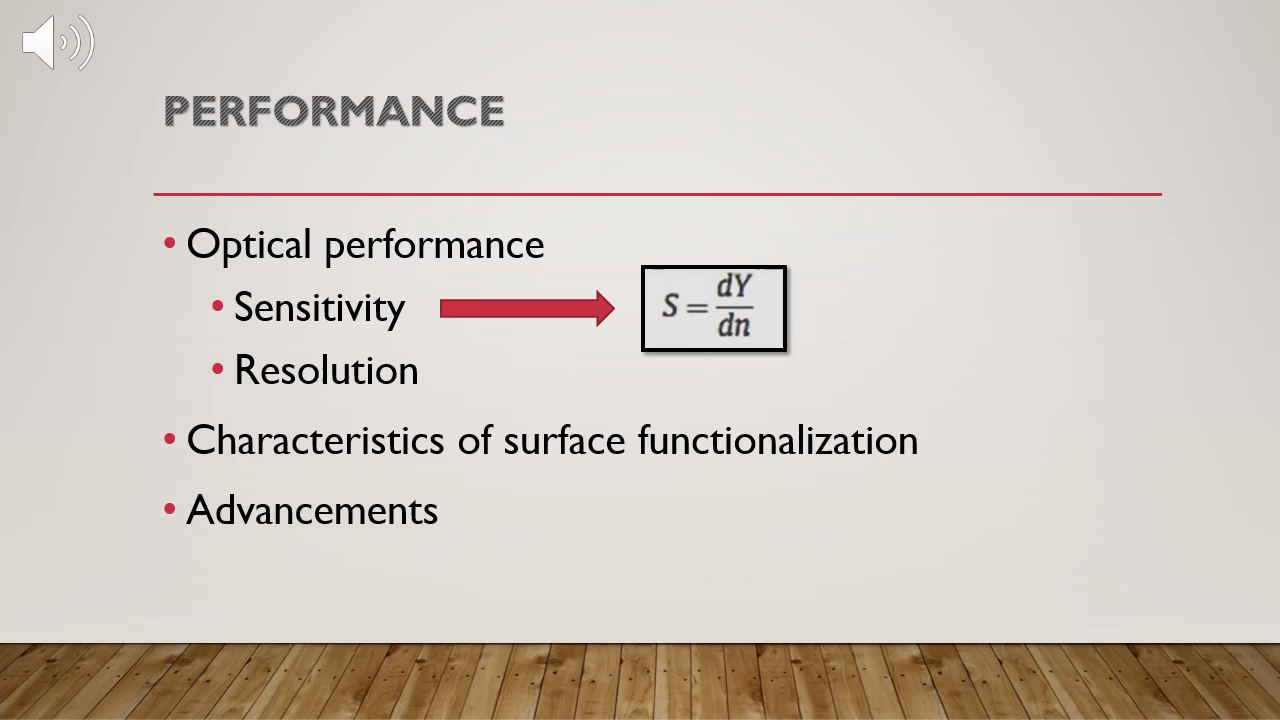 PERFORMANCE
• Optical performance
• Sensitivity
S = dY/dn
• Resolution
• Characteristics of surface functionalization
• Advancements